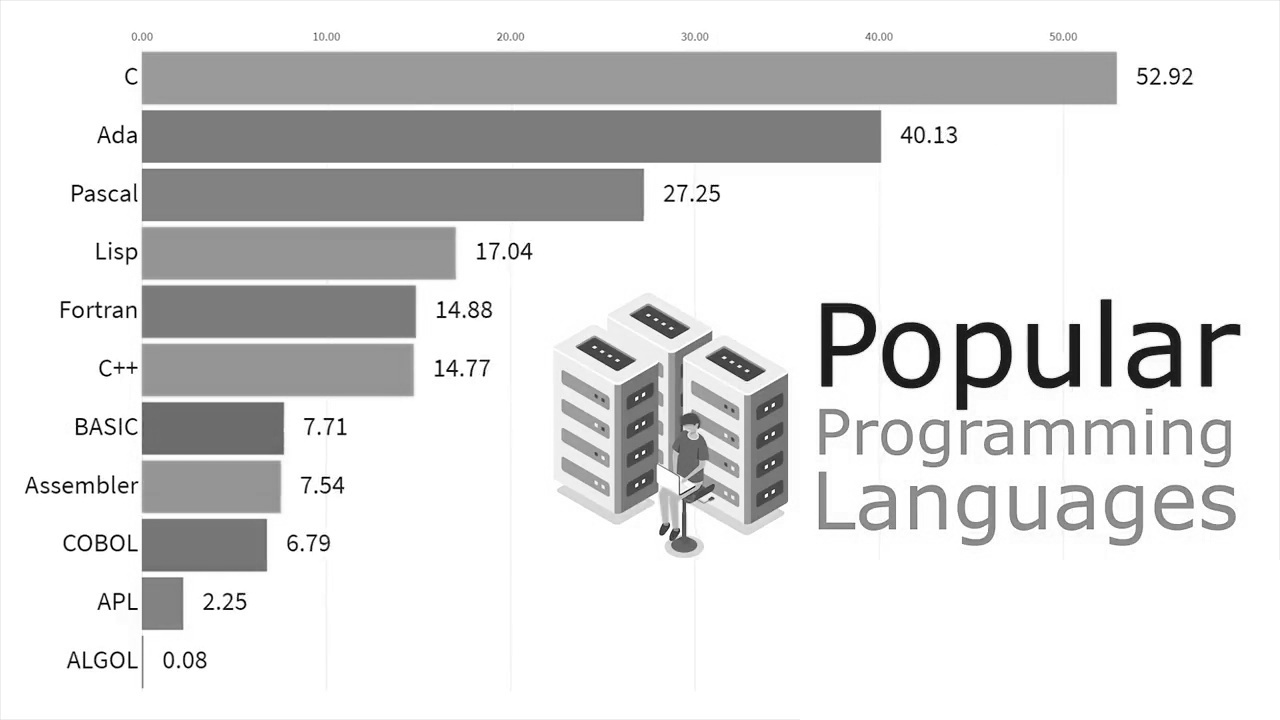 0.00 10.00 20.00 30.00 40.00 50.00
C 52.92
Ada 40.13
Pascal 27.25
Lisp 17.04
Fortran 14.88
C++ 14.77
BASIC 7.71
Assembler 7.54
COBOL 6.79
APL 2.25
ALGOL 0.08
Popular
Programming
Languages